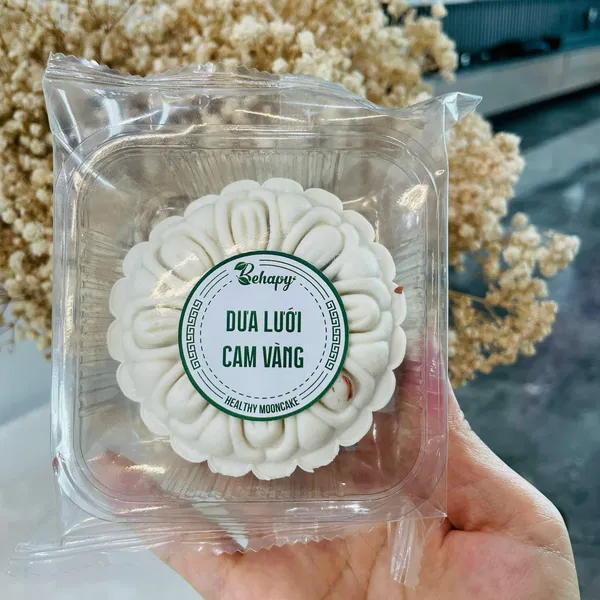 Behapy
DƯA LƯỚI
CAM VÀNG
HEALTHY MOONCAKE